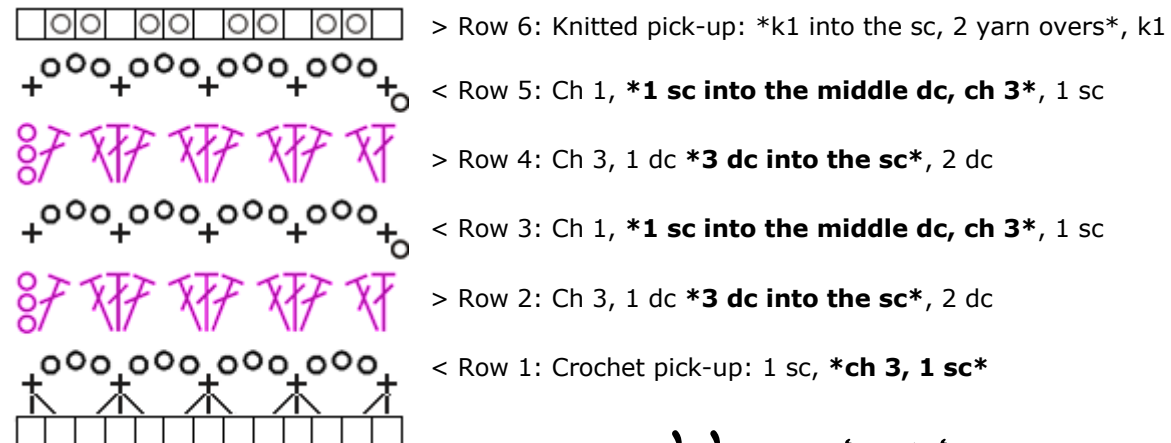 > Row 6: Knitted pick-up: *k1 into the sc, 2 yarn overs*, k1
< Row 5: Ch 1, *1 sc into the middle dc, ch 3*, 1 sc
> Row 4: Ch 3, 1 dc *3 dc into the sc*, 2 dc
< Row 3: Ch 1, *1 sc into the middle dc, ch 3*, 1 sc
> Row 2: Ch 3, 1 dc *3 dc into the sc*, 2 dc
< Row 1: Crochet pick-up: 1 sc, *ch 3, 1 sc*